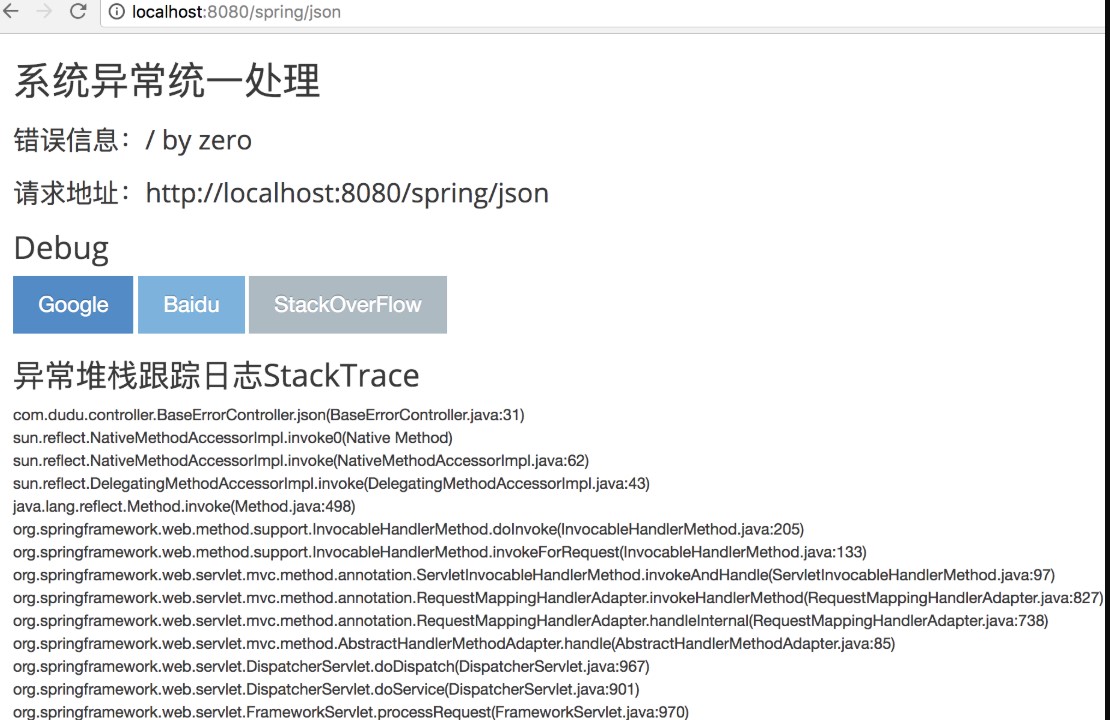 localhost:8080/spring/json
系统异常统一处理
错误信息：/ by zero
请求地址：http://localhost:8080/spring/json
Debug
Google Baidu StackOverFlow
异常堆栈跟踪日志StackTrace
com.dudu.controller.BaseErrorController.json(BaseErrorController.java:31)
sun.reflect.NativeMethodAccessorImpl.invoke0(Native Method)
sun.reflect.NativeMethodAccessorImpl.invoke(NativeMethodAccessorImpl.java:62)
sun.reflect.DelegatingMethodAccessorImpl.invoke(DelegatingMethodAccessorImpl.java:43)
java.lang.reflect.Method.invoke(Method.java:498)
org.springframework.web.method.support.InvocableHandlerMethod.doInvoke(InvocableHandlerMethod.java:205)
org.springframework.web.method.support.InvocableHandlerMethod.invokeForRequest(InvocableHandlerMethod.java:133)
org.springframework.web.servlet.mvc.method.annotation.ServletInvocableHandlerMethod.invokeAndHandle(ServletInvocableHandlerMethod.java:97)
org.springframework.web.servlet.mvc.method.annotation.RequestMappingHandlerAdapter.invokeHandlerMethod(RequestMappingHandlerAdapter.java:827)
org.springframework.web.servlet.mvc.method.annotation.RequestMappingHandlerAdapter.handleInternal(RequestMappingHandlerAdapter.java:738)
org.springframework.web.servlet.mvc.method.AbstractHandlerMethodAdapter.handle(AbstractHandlerMethodAdapter.java:85)
org.springframework.web.servlet.DispatcherServlet.doDispatch(DispatcherServlet.java:967)
org.springframework.web.servlet.DispatcherServlet.doService(DispatcherServlet.java:901)
org.springframework.web.servlet.FrameworkServlet.processRequest(FrameworkServlet.java:970)